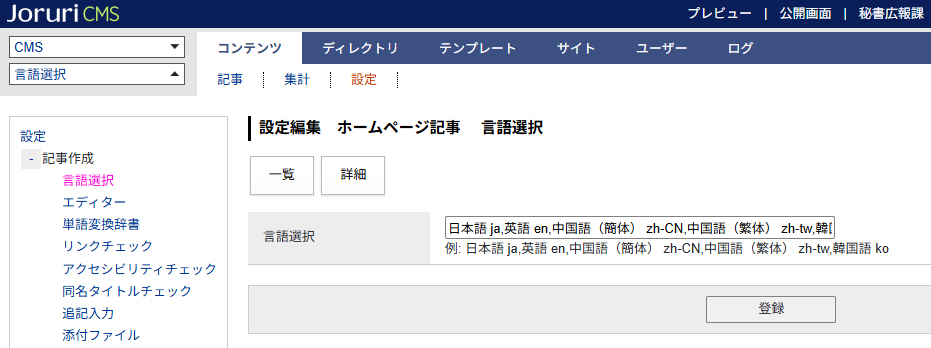 Joruri CMS
プレビュー | 公開画面 | 秘書広報課
CMS
言語選択
コンテンツ ディレクトリ テンプレート サイト ユーザー ログ
記事 集計 設定
設定
- 記事作成
言語選択
エディター
単語変換辞書
リンクチェック
アクセシビリティチェック
同名タイトルチェック
追記入力
添付ファイル
設定編集 ホームページ記事 言語選択
一覧 詳細
言語選択
日本語 ja,英語 en,中国語（簡体） zh-CN,中国語（繁体） zh-tw,韓
例: 日本語 ja,英語 en,中国語（簡体） zh-CN,中国語（繁体） zh-tw,韓国語 ko
登録